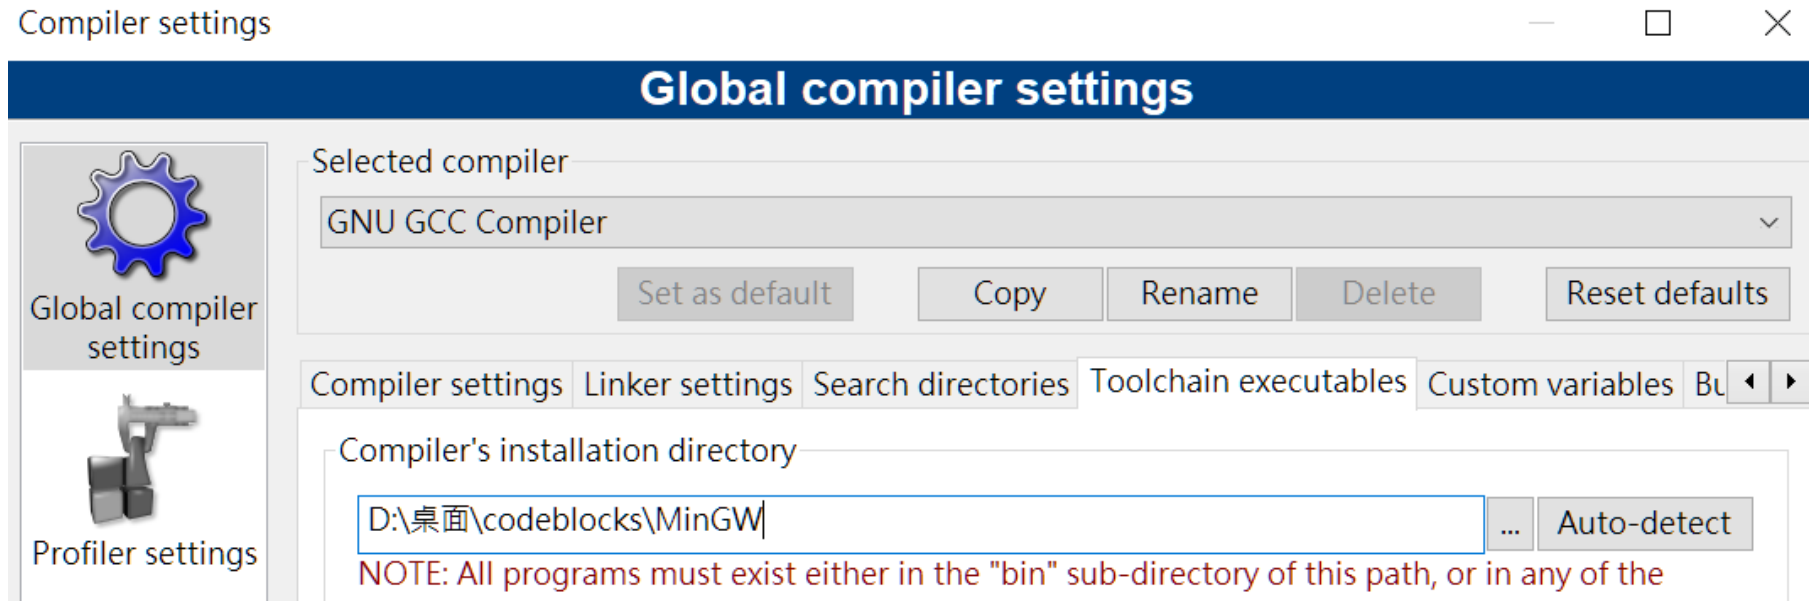 Compiler settings
Global compiler settings
Global compiler
settings
Profiler settings
Selected compiler
GNU GCC Compiler
Set as default Copy Rename Delete Reset defaults
Compiler settings Linker settings Search directories Toolchain executables Custom variables Bu
Compiler's installation directory
D:\桌面\codeblocks\MinGW
... Auto-detect
NOTE: All programs must exist either in the "bin" sub-directory of this path, or in any of the